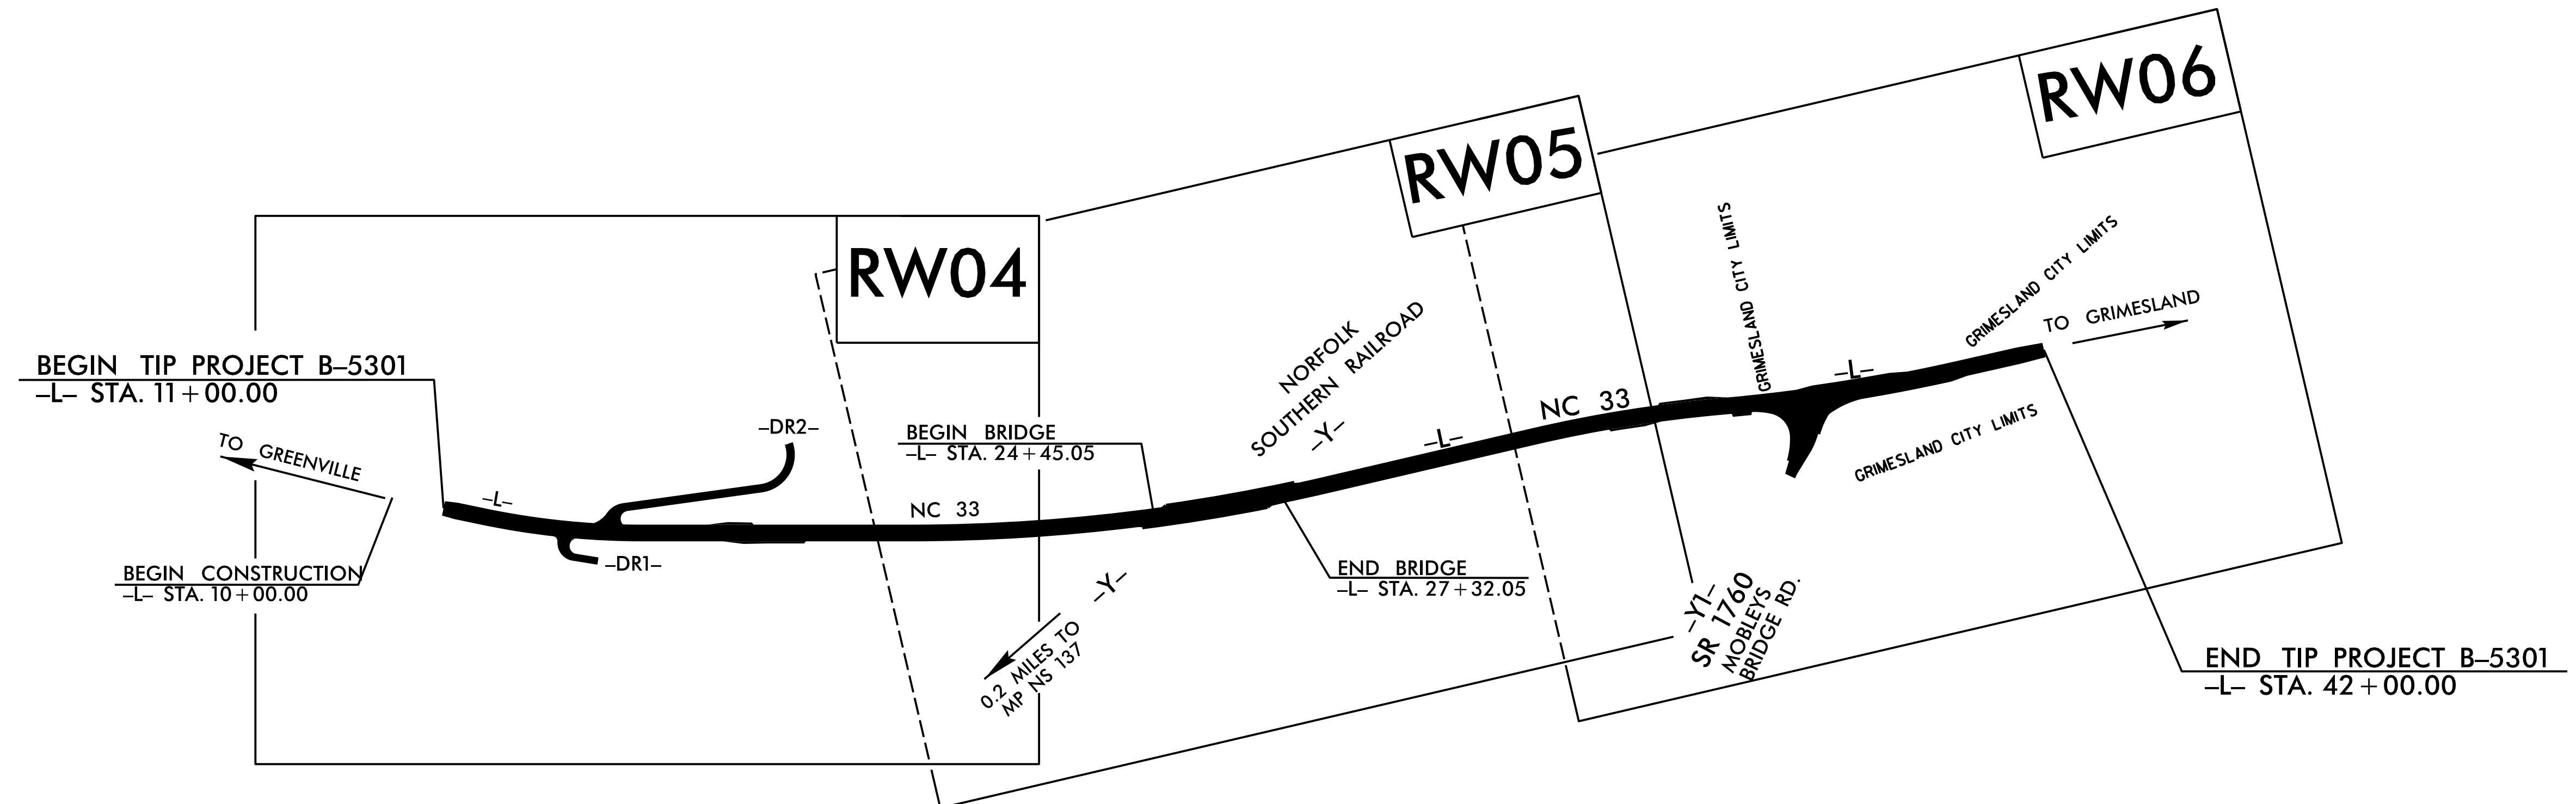 RW06
RW05
RW04
BEGIN TIP PROJECT B–5301
–L– STA. 11+00.00
TO GREENVILLE
BEGIN CONSTRUCTION
–L– STA. 10+00.00
–L–
–DR2–
–DR1–
NC 33
BEGIN BRIDGE
–L– STA. 24+45.05
–Y–
0.2 MILES TO
MP NS 137
NORFOLK
SOUTHERN RAILROAD
–Y–
END BRIDGE
–L– STA. 27+32.05
–L–
NC 33
GRIMESLAND CITY LIMITS
–L–
GRIMESLAND CITY LIMITS
TO GRIMESLAND
GRIMESLAND CITY LIMITS
–Y1–
SR 1760
MOBLEYS
BRIDGE RD.
END TIP PROJECT B–5301
–L– STA. 42+00.00